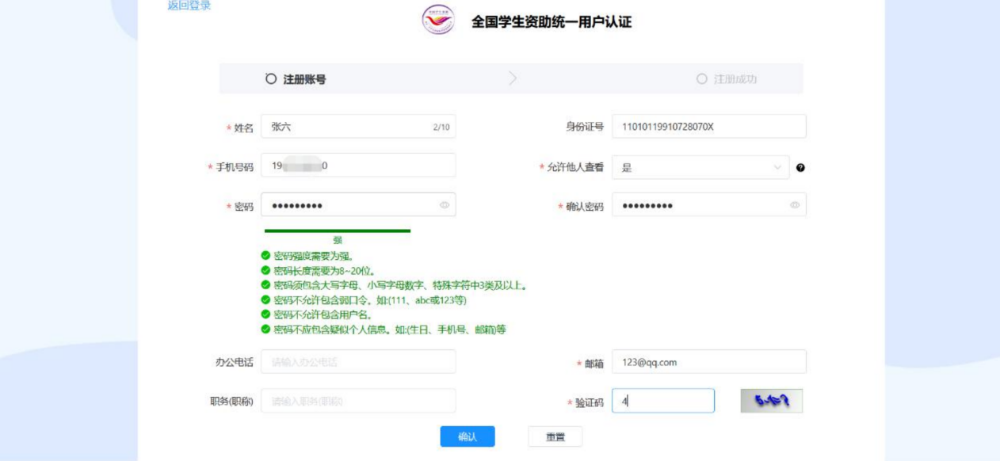 返回登录
全国学生资助统一用户认证
注册账号
注册成功
* 姓名 张六 2/10 身份证号 11010119910728070X
* 手机号码 19 0 * 允许他人查看 是
* 密码 ••••••••• * 确认密码 •••••••••
强
密码强度需要为强。
密码长度需要为8~20位。
密码须包含大写字母、小写字母数字、特殊字符中3类及以上。
密码不允许包含弱口令。如:(111、abc或123等)
密码不允许包含用户名。
密码不应包含疑似个人信息。如:(生日、手机号、邮箱)等
办公电话 请输入办公电话 * 邮箱 123@qq.com
职务(职称) 请输入职务(职称) * 验证码 4
确认 重置